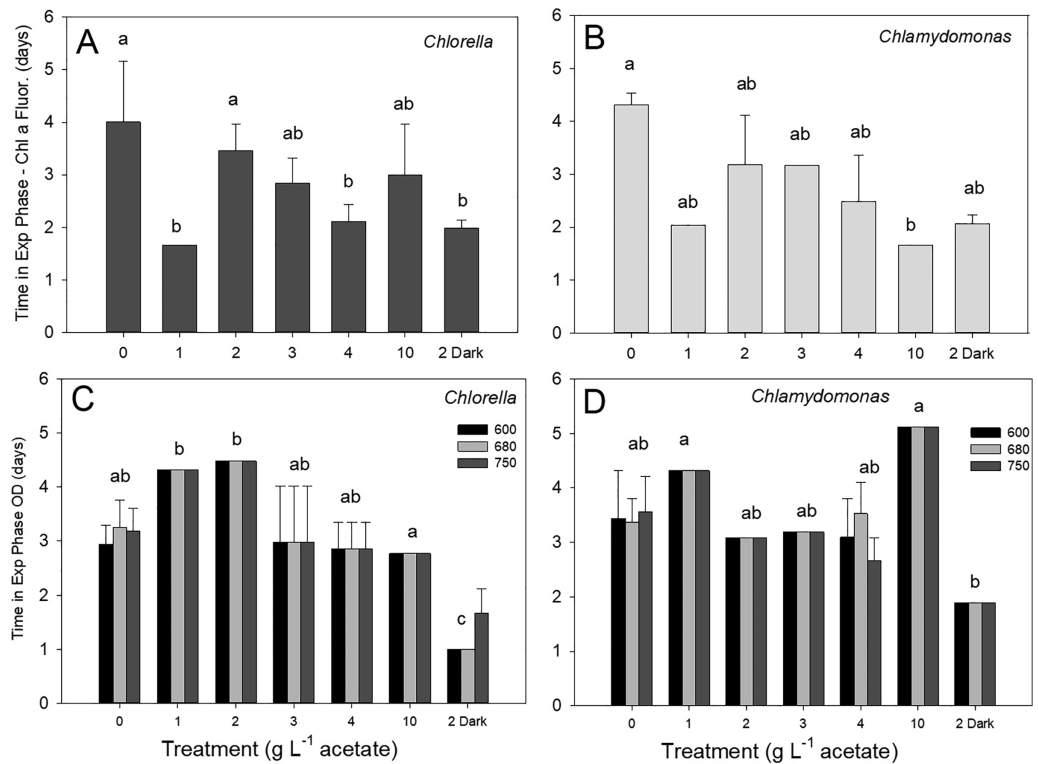 A
Chlorella
Time in Exp Phase - Chl a Fluor. (days)
6
5
4
3
2
1
0
a
b
a
ab
b
ab
b
0 1 2 3 4 10 2 Dark
B
Chlamydomonas
6
5
4
3
2
1
0
a
ab
ab
ab
ab
b
ab
0 1 2 3 4 10 2 Dark
C
Chlorella
600
680
750
Time in Exp Phase OD (days)
6
5
4
3
2
1
0
ab
b
b
ab
ab
a
c
0 1 2 3 4 10 2 Dark
Treatment (g L⁻¹ acetate)
D
Chlamydomonas
600
680
750
6
5
4
3
2
1
0
ab
a
ab
ab
ab
a
b
0 1 2 3 4 10 2 Dark
Treatment (g L⁻¹ acetate)